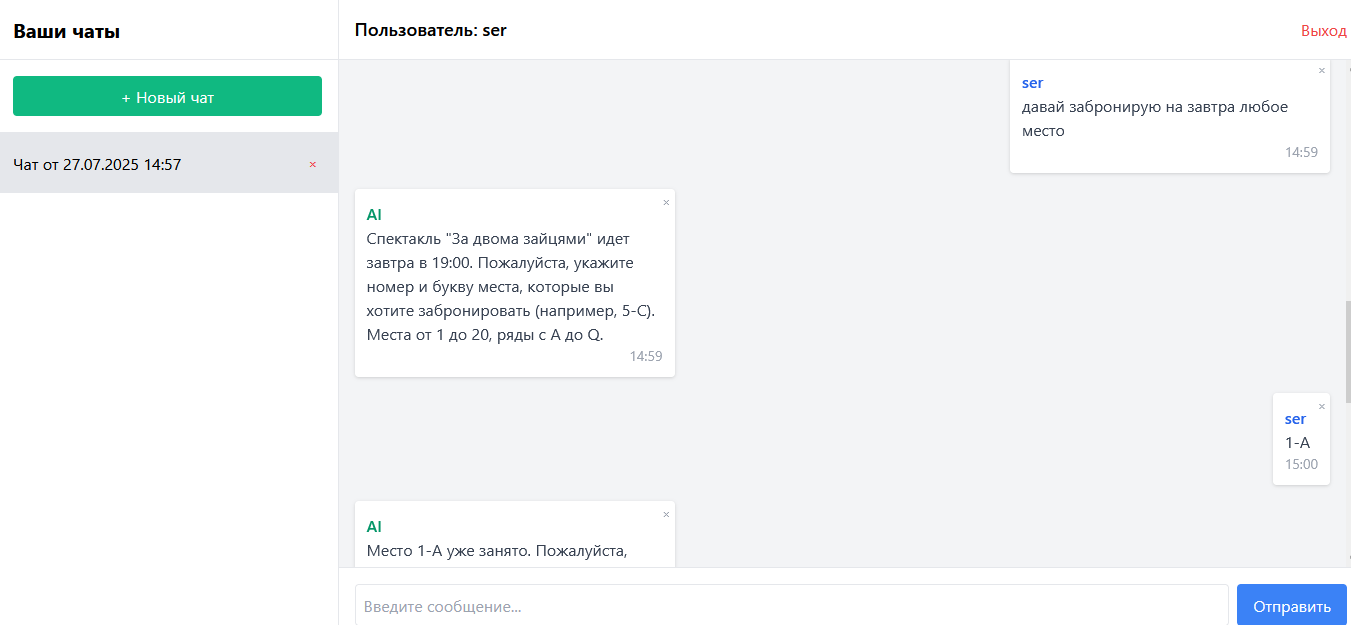 Ваши чаты
Пользователь: ser
Выход
+ Новый чат
Чат от 27.07.2025 14:57
×
×
ser
давай забронирую на завтра любое
место
14:59
×
AI
Спектакль "За двома зайцями" идет
завтра в 19:00. Пожалуйста, укажите
номер и букву места, которые вы
хотите забронировать (например, 5-C).
Места от 1 до 20, ряды с A до Q.
14:59
×
ser
1-A
15:00
×
AI
Место 1-A уже занято. Пожалуйста,
Введите сообщение...
Отправить